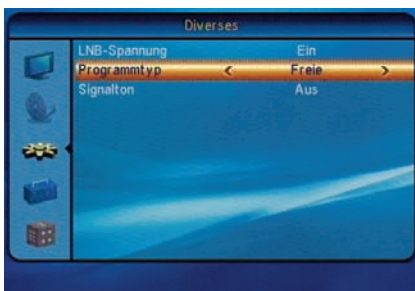 Diverses
LNB-Spannung Ein
Programmtyp < Freie >
Signalton Aus